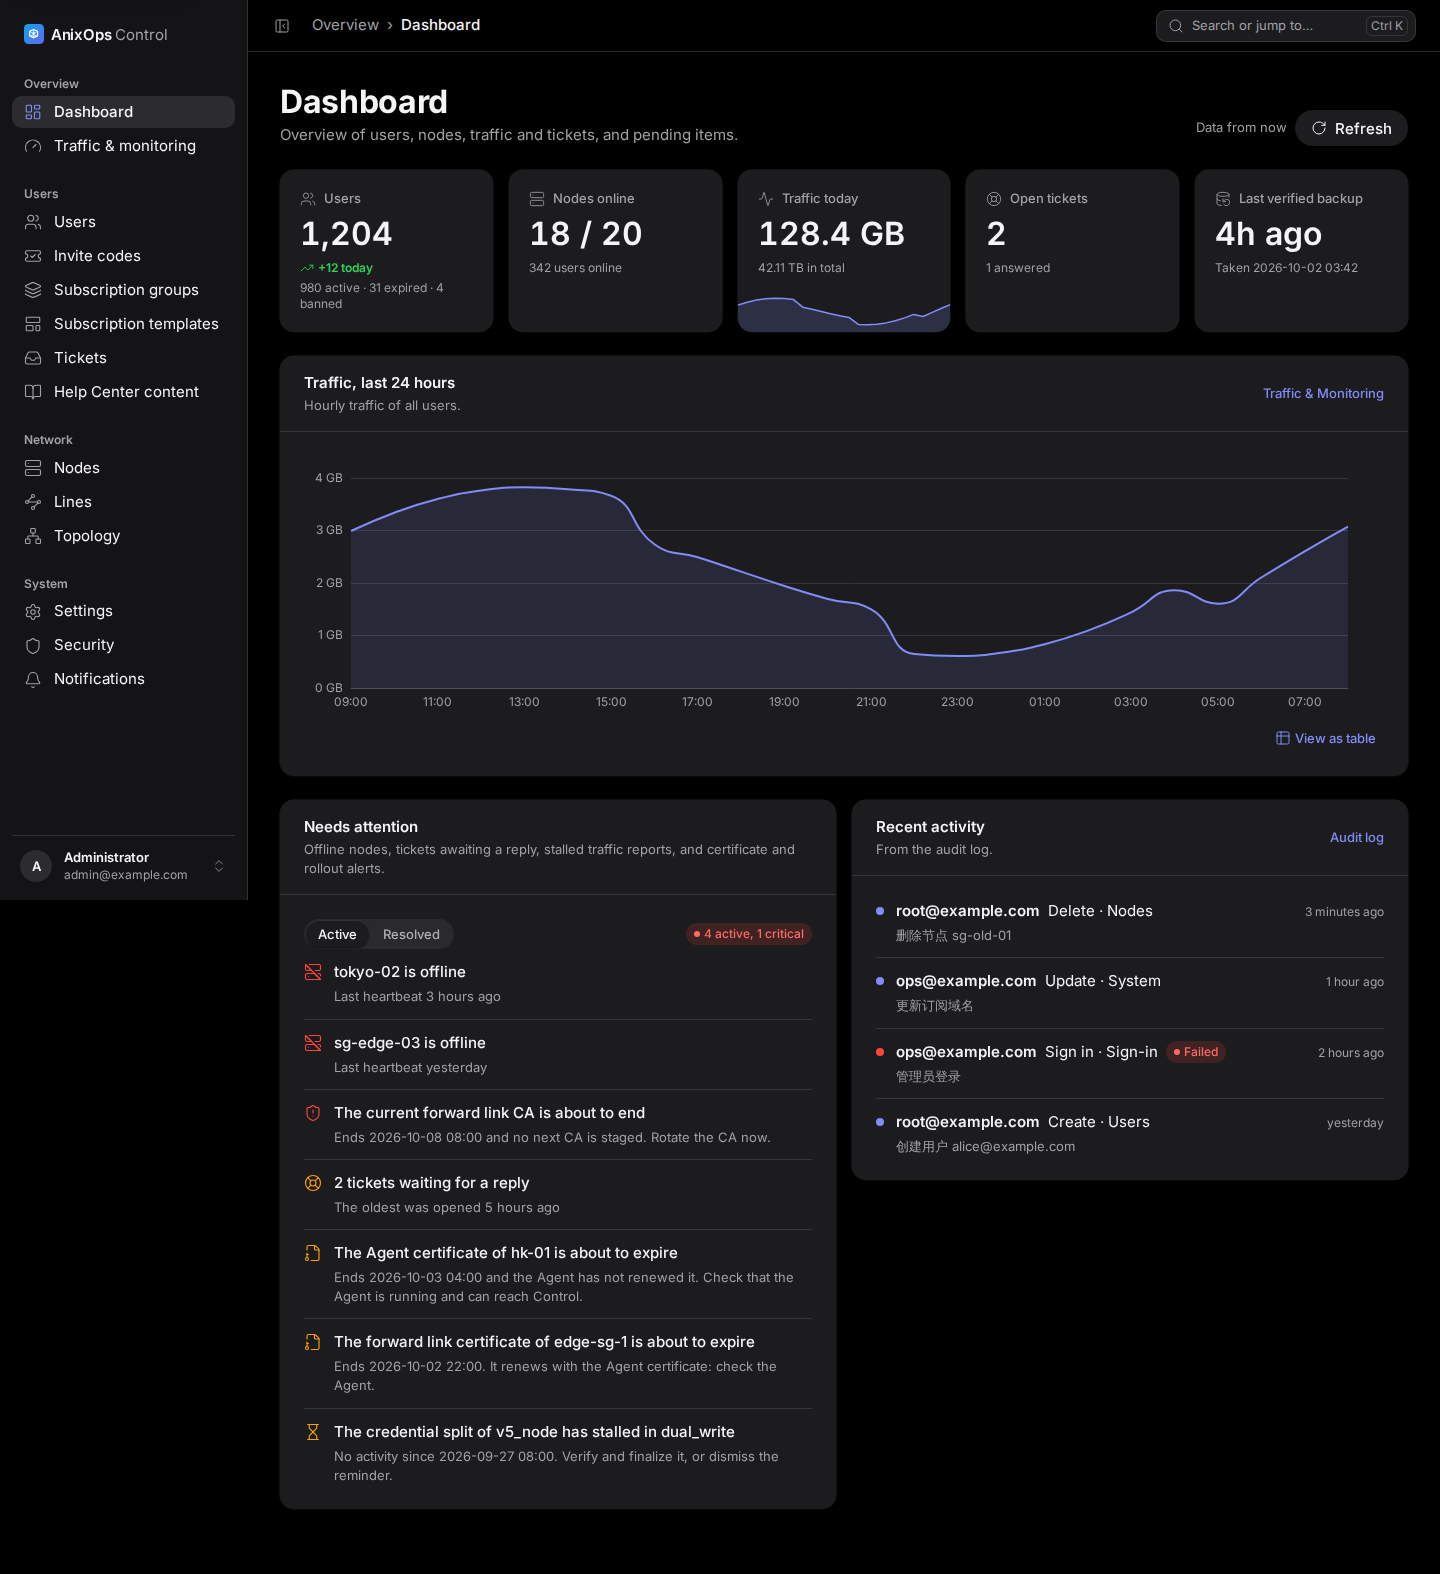 AnixOps Control
Overview
Dashboard
Traffic & monitoring
Users
Users
Invite codes
Subscription groups
Subscription templates
Tickets
Help Center content
Network
Nodes
Lines
Topology
System
Settings
Security
Notifications
A
Administrator
admin@example.com
Overview › Dashboard
Search or jump to...
Ctrl K
Dashboard
Overview of users, nodes, traffic and tickets, and pending items.
Data from now
Refresh
Users
1,204
+12 today
980 active · 31 expired · 4
banned
Nodes online
18 / 20
342 users online
Traffic today
128.4 GB
42.11 TB in total
Open tickets
2
1 answered
Last verified backup
4h ago
Taken 2026-10-02 03:42
Traffic, last 24 hours
Hourly traffic of all users.
Traffic & Monitoring
4 GB
3 GB
2 GB
1 GB
0 GB
09:00 11:00 13:00 15:00 17:00 19:00 21:00 23:00 01:00 03:00 05:00 07:00
View as table
Needs attention
Offline nodes, tickets awaiting a reply, stalled traffic reports, and certificate and
rollout alerts.
Active Resolved
4 active, 1 critical
tokyo-02 is offline
Last heartbeat 3 hours ago
sg-edge-03 is offline
Last heartbeat yesterday
The current forward link CA is about to end
Ends 2026-10-08 08:00 and no next CA is staged. Rotate the CA now.
2 tickets waiting for a reply
The oldest was opened 5 hours ago
The Agent certificate of hk-01 is about to expire
Ends 2026-10-03 04:00 and the Agent has not renewed it. Check that the
Agent is running and can reach Control.
The forward link certificate of edge-sg-1 is about to expire
Ends 2026-10-02 22:00. It renews with the Agent certificate: check the
Agent.
The credential split of v5_node has stalled in dual_write
No activity since 2026-09-27 08:00. Verify and finalize it, or dismiss the
reminder.
Recent activity
From the audit log.
Audit log
root@example.com Delete · Nodes
3 minutes ago
删除节点 sg-old-01
ops@example.com Update · System
1 hour ago
更新订阅域名
ops@example.com Sign in · Sign-in
Failed
2 hours ago
管理员登录
root@example.com Create · Users
yesterday
创建用户 alice@example.com